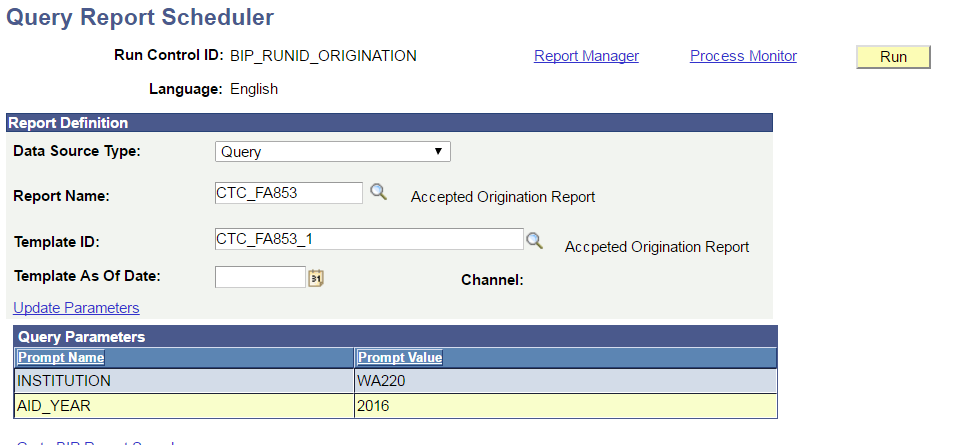 Query Report Scheduler
Run Control ID: BIP_RUNID_ORIGINATION Report Manager Process Monitor Run
Language: English
Report Definition
Data Source Type: Query
Report Name: CTC_FA853 Accepted Origination Report
Template ID: CTC_FA853_1 Accpeted Origination Report
Template As Of Date: 31 Channel:
Update Parameters
Query Parameters
Prompt Name Prompt Value
INSTITUTION WA220
AID_YEAR 2016